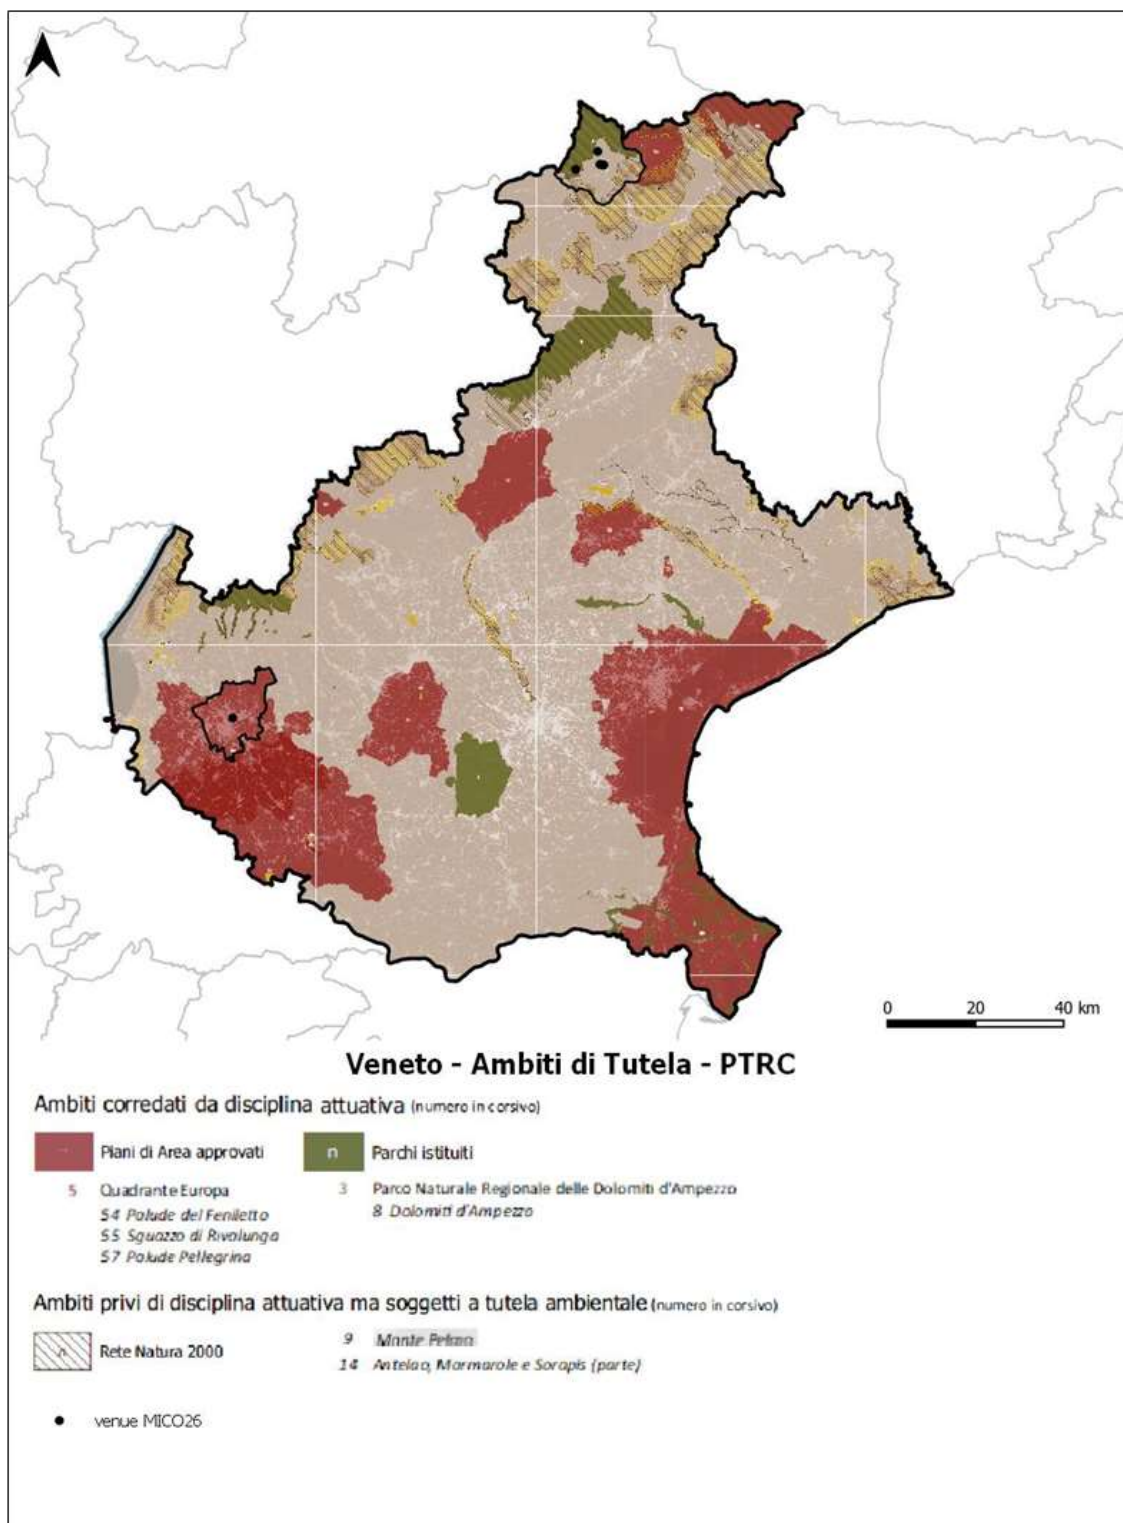 0 20 40 km
Veneto - Ambiti di Tutela - PTRC
Ambiti corredati da disciplina attuativa (numero in corsivo)
Piani di Area approvati
n Parchi istituiti
5 Quadrante Europa
54 Palude del Feniletto
55 Sguazzo di Rivalunga
57 Palude Pellegrina
3 Parco Naturale Regionale delle Dolomiti d'Ampezzo
8 Dolomiti d'Ampezzo
Ambiti privi di disciplina attuativa ma soggetti a tutela ambientale (numero in corsivo)
n Rete Natura 2000
9 Monte Pelmo
14 Antelao, Marmarole e Sorapis (parte)
venue MICO26